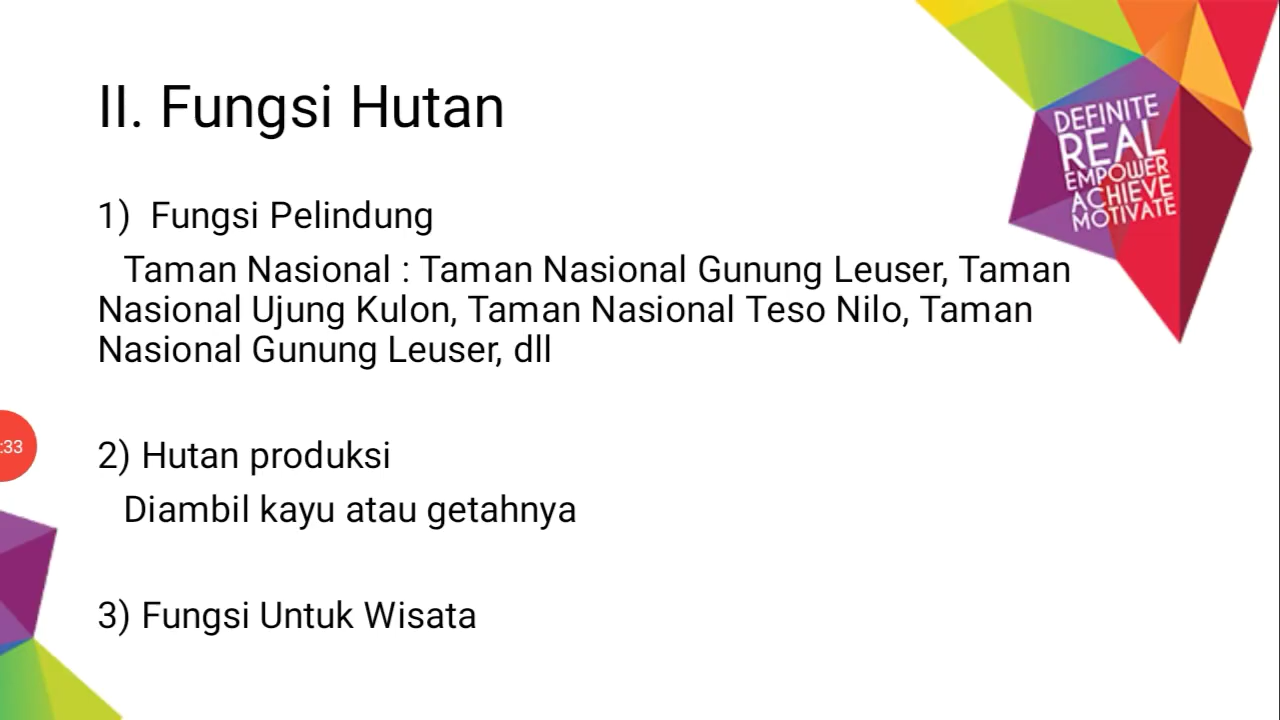 II. Fungsi Hutan
DEFINITE
REAL
EMPOWER
ACHIEVE
MOTIVATE
1) Fungsi Pelindung
Taman Nasional : Taman Nasional Gunung Leuser, Taman
Nasional Ujung Kulon, Taman Nasional Teso Nilo, Taman
Nasional Gunung Leuser, dll
2) Hutan produksi
:33
Diambil kayu atau getahnya
3) Fungsi Untuk Wisata